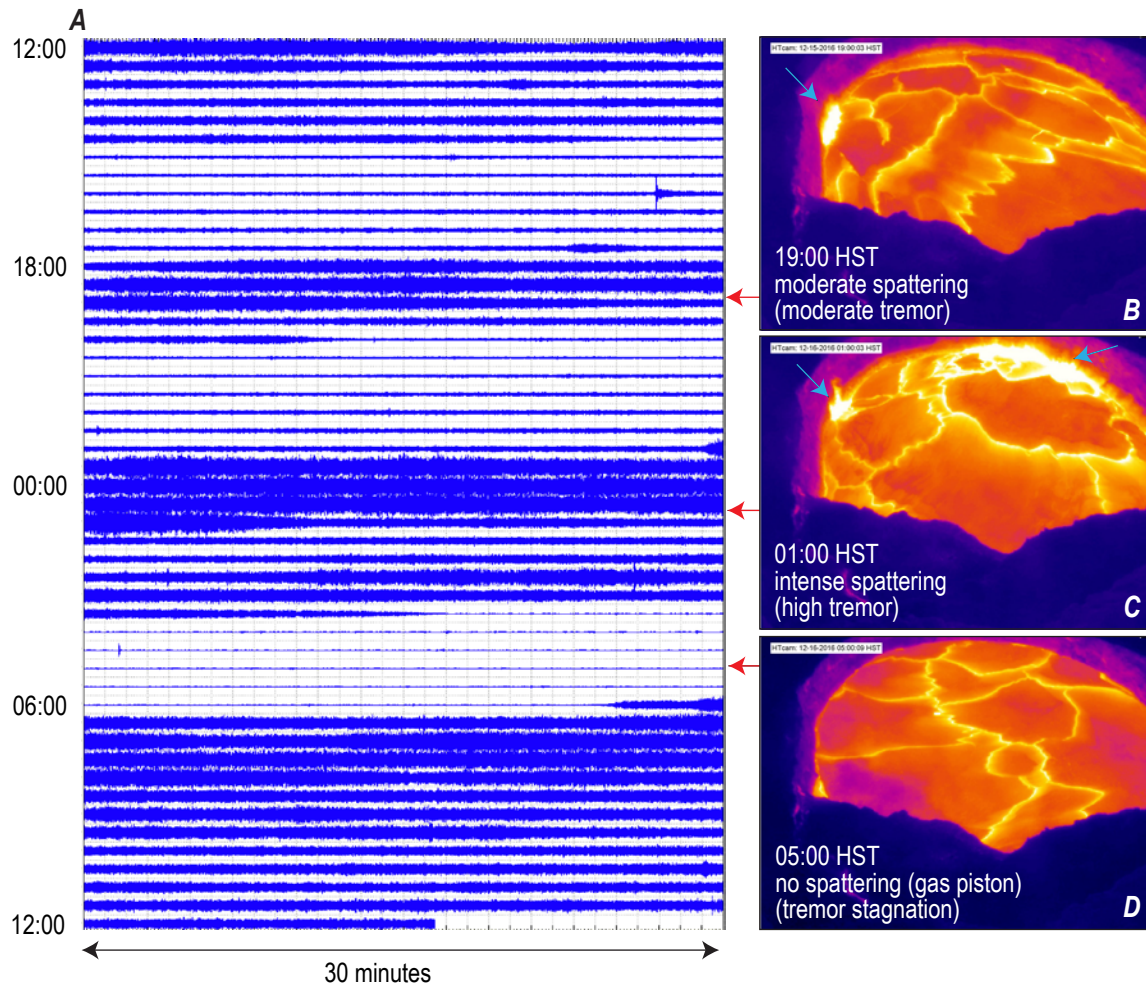 A
12:00
18:00
00:00
06:00
12:00
30 minutes
HTcam: 12-15-2016 19:00:03 HST
19:00 HST
moderate spattering
(moderate tremor)
B
HTcam: 12-16-2016 01:00:03 HST
01:00 HST
intense spattering
(high tremor)
C
HTcam: 12-16-2016 05:00:09 HST
05:00 HST
no spattering (gas piston)
(tremor stagnation)
D